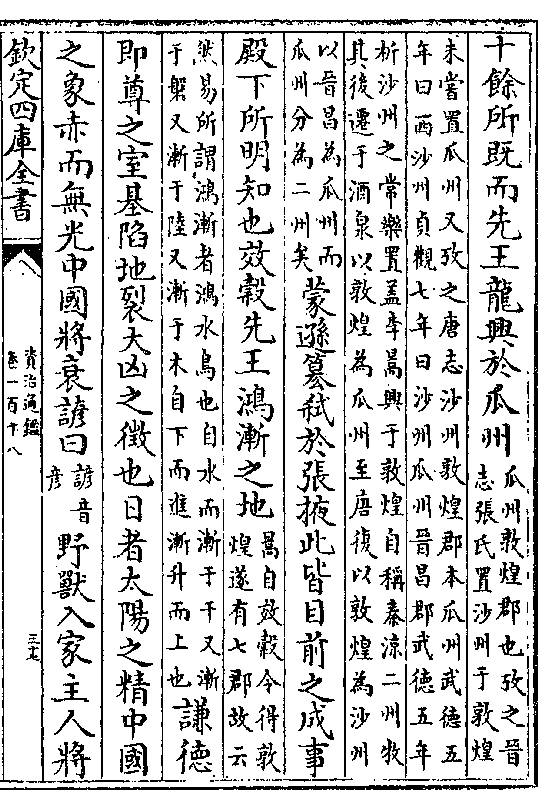 十餘所既而先王龍興於瓜州瓜州敦煌郡也攷之晉
志張氏置沙州于敦煌
未嘗置瓜州又攷之唐志沙州敦煌郡本瓜州武德五
年曰西沙州貞觀七年曰沙州瓜州晉昌郡武德五年
析沙州之常樂置蓋李暠興于敦煌自稱秦涼二州牧
其後遷于酒泉以敦煌為瓜州至唐復以敦煌為沙州
以晉昌為瓜州而
瓜州分為二州矣蒙遜簒弑於張掖此皆目前之成事
殿下所明知也效穀先王鴻漸之地暠自效穀令得敦
煌遂有七郡故云
然易所謂鴻漸者鴻水鳥也自水而漸于干又漸
于磐又漸于陸又漸于木自下而進漸升而上也謙德
即尊之室基陷地裂大凶之徵也日者太陽之精中國
之象赤而無光中國將衰諺曰諺音
彦野獸入家主人將
欽定四庫全書
資治通鑑
卷一百十八
三十七